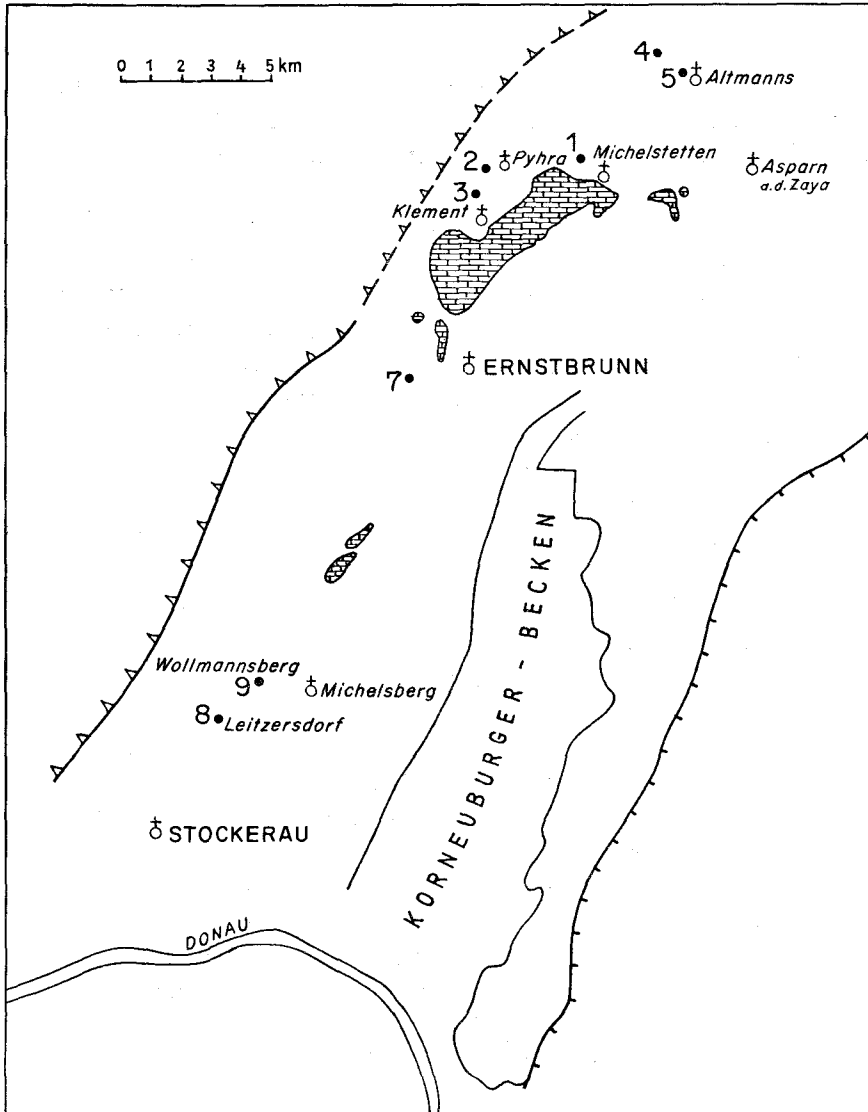 0 1 2 3 4 5 km
4
5 Altmanns
1 Michelstetten
2 Pyhra
Asparn
a.d. Zaya
3
Klement
ERNSTBRUNN
7
KORNEUBURGER - BECKEN
Wollmannsberg
9 Michelsberg
8 Leitzersdorf
STOCKERAU
DONAU